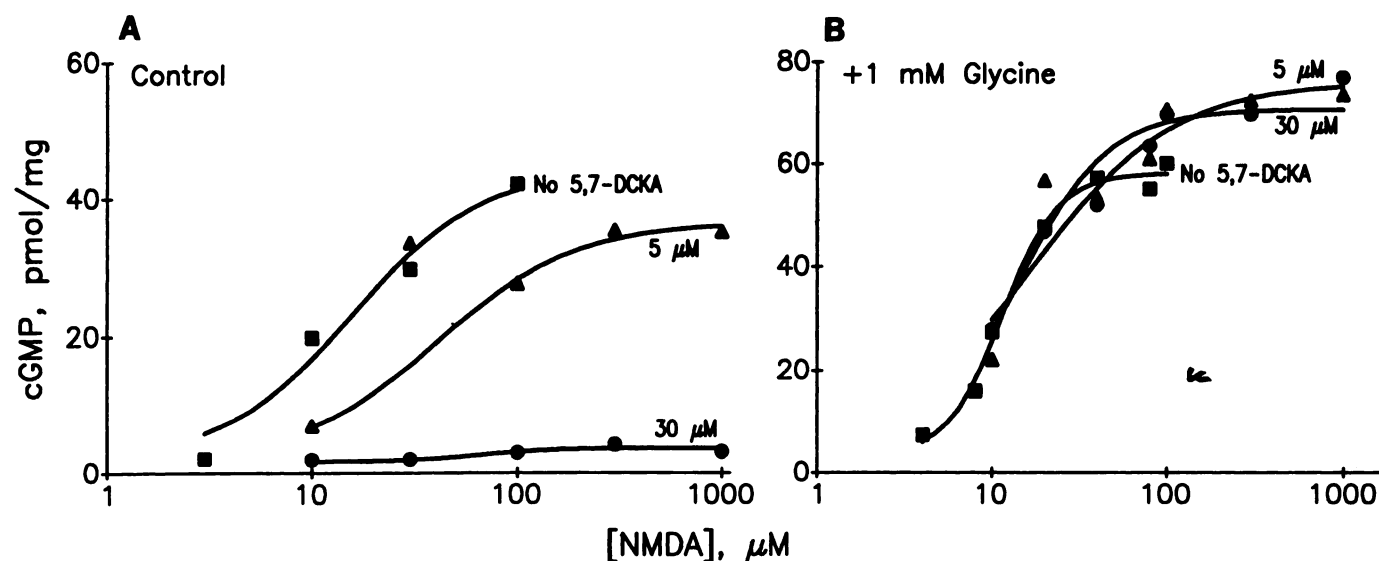 A
B
60
Control
80
+1 mM Glycine
5 μM
30 μM
No 5,7-DCKA
60
No 5,7-DCKA
40
5 μM
40
20
20
30 μM
0
0
1
10
100
1000
1
10
100
1000
cGMP, pmol/mg
[NMDA], μM